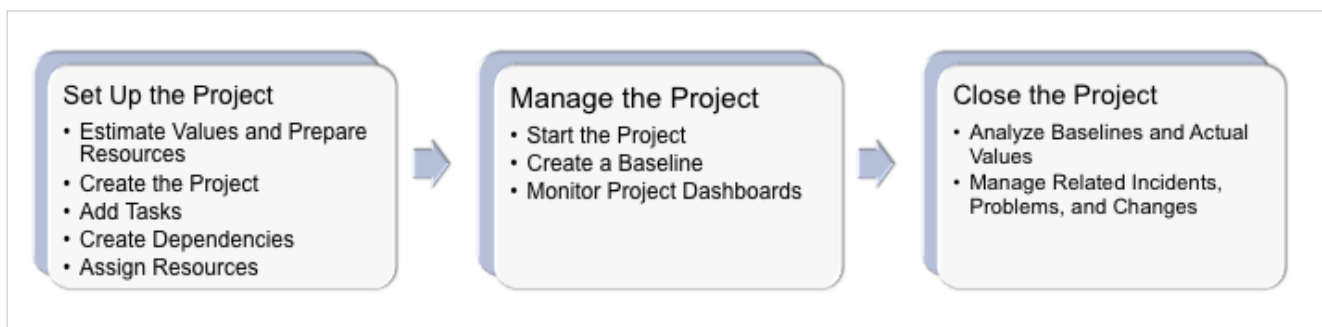 Set Up the Project
• Estimate Values and Prepare
Resources
• Create the Project
• Add Tasks
• Create Dependencies
• Assign Resources
Manage the Project
• Start the Project
• Create a Baseline
• Monitor Project Dashboards
Close the Project
• Analyze Baselines and Actual
Values
• Manage Related Incidents,
Problems, and Changes